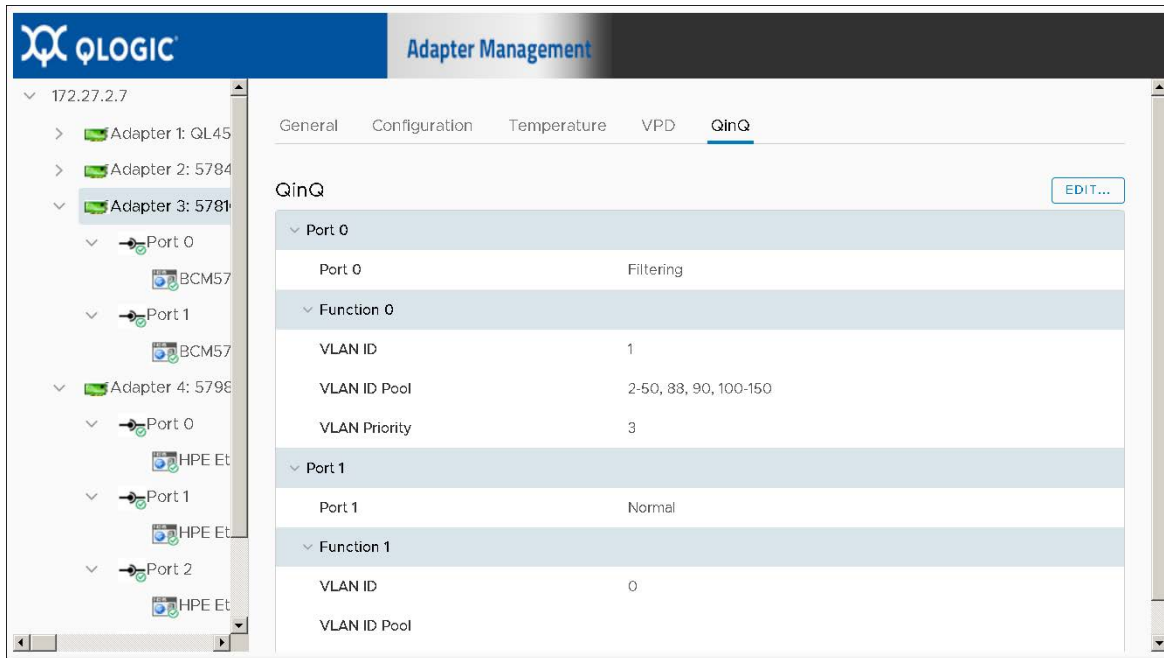 QLOGIC
Adapter Management
172.27.2.7
Adapter 1: QL45
Adapter 2: 5784
Adapter 3: 5781
Port 0
BCM57
Port 1
BCM57
Adapter 4: 5798
Port 0
HPE Et
Port 1
HPE Et
Port 2
HPE Et
General Configuration Temperature VPD QinQ
QinQ EDIT...
Port 0
Port 0 Filtering
Function 0
VLAN ID 1
VLAN ID Pool 2-50, 88, 90, 100-150
VLAN Priority 3
Port 1
Port 1 Normal
Function 1
VLAN ID 0
VLAN ID Pool